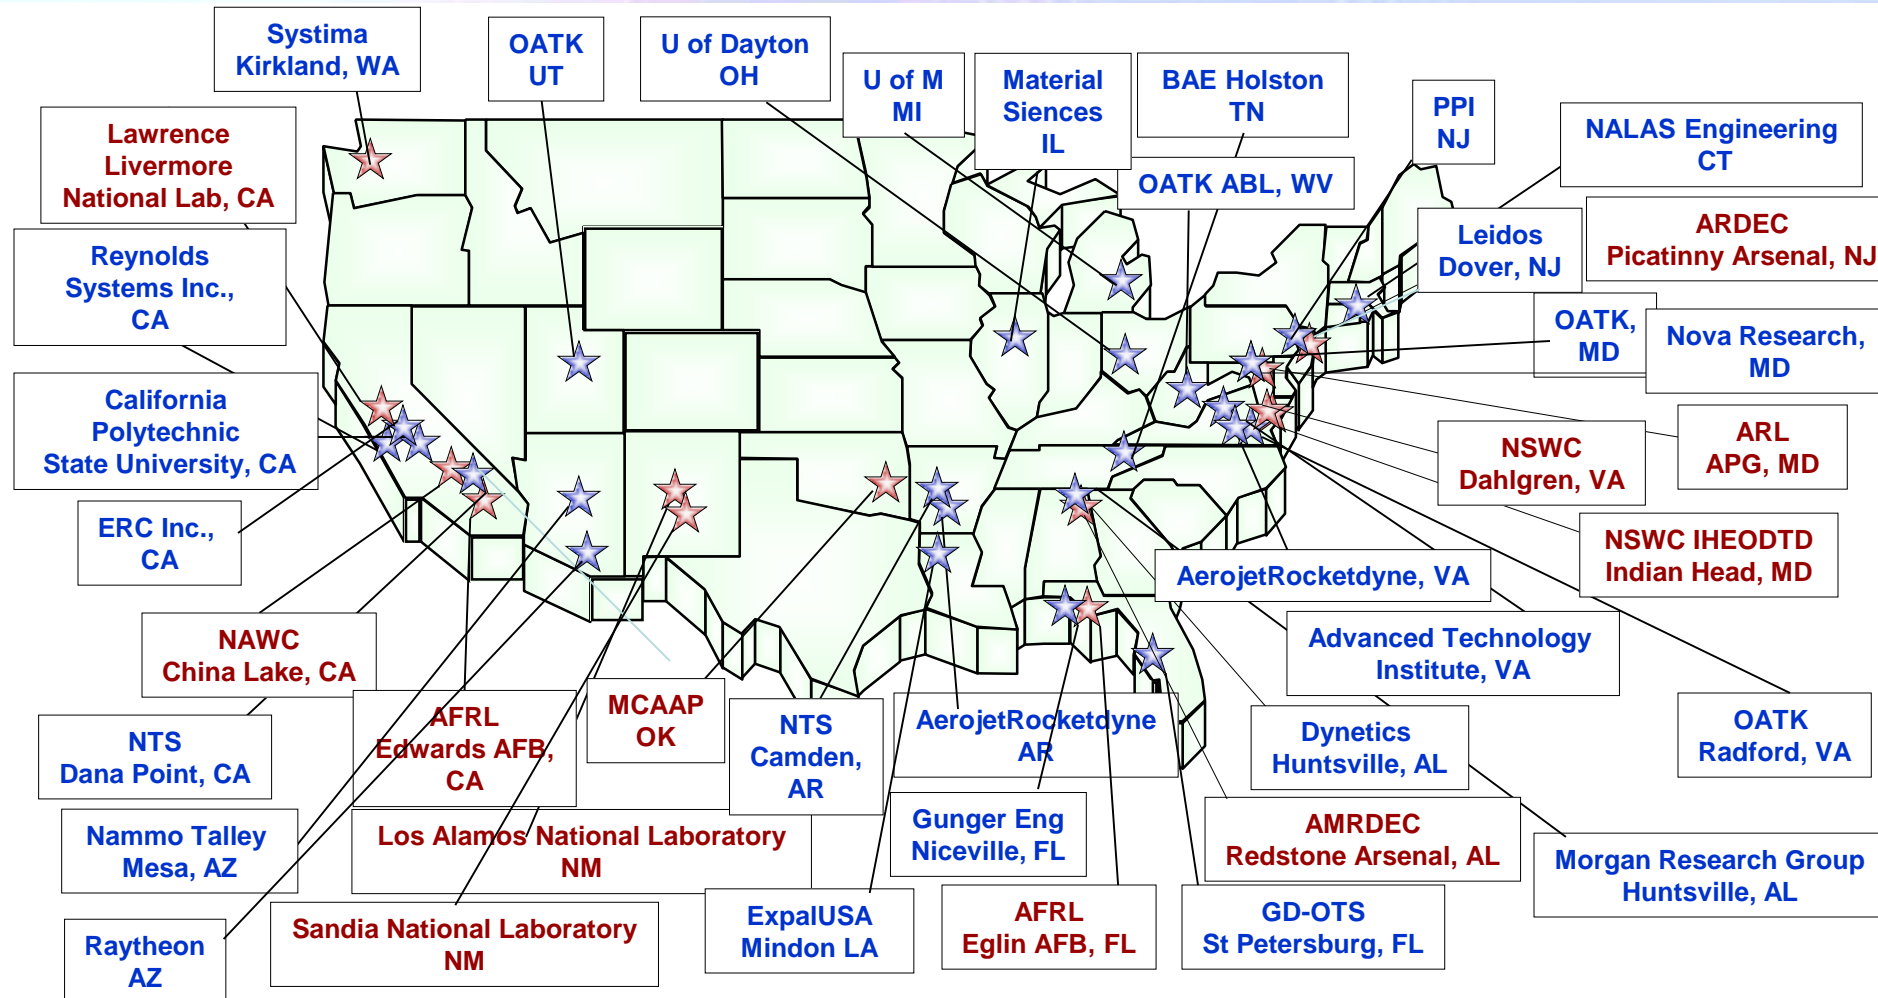 Systima
Kirkland, WA
OATK
UT
U of Dayton
OH
U of M
MI
Material
Siences
IL
BAE Holston
TN
PPI
NJ
NALAS Engineering
CT
Lawrence
Livermore
National Lab, CA
OATK ABL, WV
Leidos
Dover, NJ
ARDEC
Picatinny Arsenal, NJ
Reynolds
Systems Inc.,
CA
OATK,
MD
Nova Research,
MD
California
Polytechnic
State University, CA
NSWC
Dahlgren, VA
ARL
APG, MD
ERC Inc.,
CA
NSWC IHEODTD
Indian Head, MD
AerojetRocketdyne, VA
NAWC
China Lake, CA
Advanced Technology
Institute, VA
AFRL
Edwards AFB,
CA
MCAAP
OK
NTS
Dana Point, CA
NTS
Camden,
AR
AerojetRocketdyne
AR
Dynetics
Huntsville, AL
OATK
Radford, VA
Nammo Talley
Mesa, AZ
Los Alamos National Laboratory
NM
Gunger Eng
Niceville, FL
AMRDEC
Redstone Arsenal, AL
Morgan Research Group
Huntsville, AL
Raytheon
AZ
Sandia National Laboratory
NM
ExpalUSA
Mindon LA
AFRL
Eglin AFB, FL
GD-OTS
St Petersburg, FL